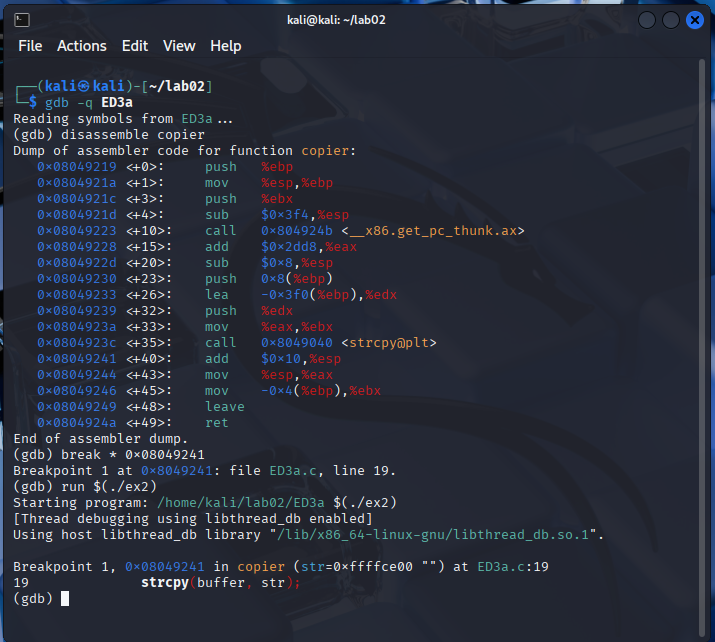 kali@kali: ~/lab02
File Actions Edit View Help
┌──(kali㉿kali)-[~/lab02]
└─$ gdb -q ED3a
Reading symbols from ED3a...
(gdb) disassemble copier
Dump of assembler code for function copier:
0x08049219 <+0>: push %ebp
0x0804921a <+1>: mov %esp,%ebp
0x0804921c <+3>: push %ebx
0x0804921d <+4>: sub $0x3f4,%esp
0x08049223 <+10>: call 0x804924b <__x86.get_pc_thunk.ax>
0x08049228 <+15>: add $0x2dd8,%eax
0x0804922d <+20>: sub $0x8,%esp
0x08049230 <+23>: push 0x8(%ebp)
0x08049233 <+26>: lea -0x3f0(%ebp),%edx
0x08049239 <+32>: push %edx
0x0804923a <+33>: mov %eax,%ebx
0x0804923c <+35>: call 0x8049040 <strcpy@plt>
0x08049241 <+40>: add $0x10,%esp
0x08049244 <+43>: mov %esp,%eax
0x08049246 <+45>: mov -0x4(%ebp),%ebx
0x08049249 <+48>: leave
0x0804924a <+49>: ret
End of assembler dump.
(gdb) break * 0x08049241
Breakpoint 1 at 0x8049241: file ED3a.c, line 19.
(gdb) run $(./ex2)
Starting program: /home/kali/lab02/ED3a $(./ex2)
[Thread debugging using libthread_db enabled]
Using host libthread_db library "/lib/x86_64-linux-gnu/libthread_db.so.1".
Breakpoint 1, 0x08049241 in copier (str=0xffffce00 "") at ED3a.c:19
19 strcpy(buffer, str);
(gdb)